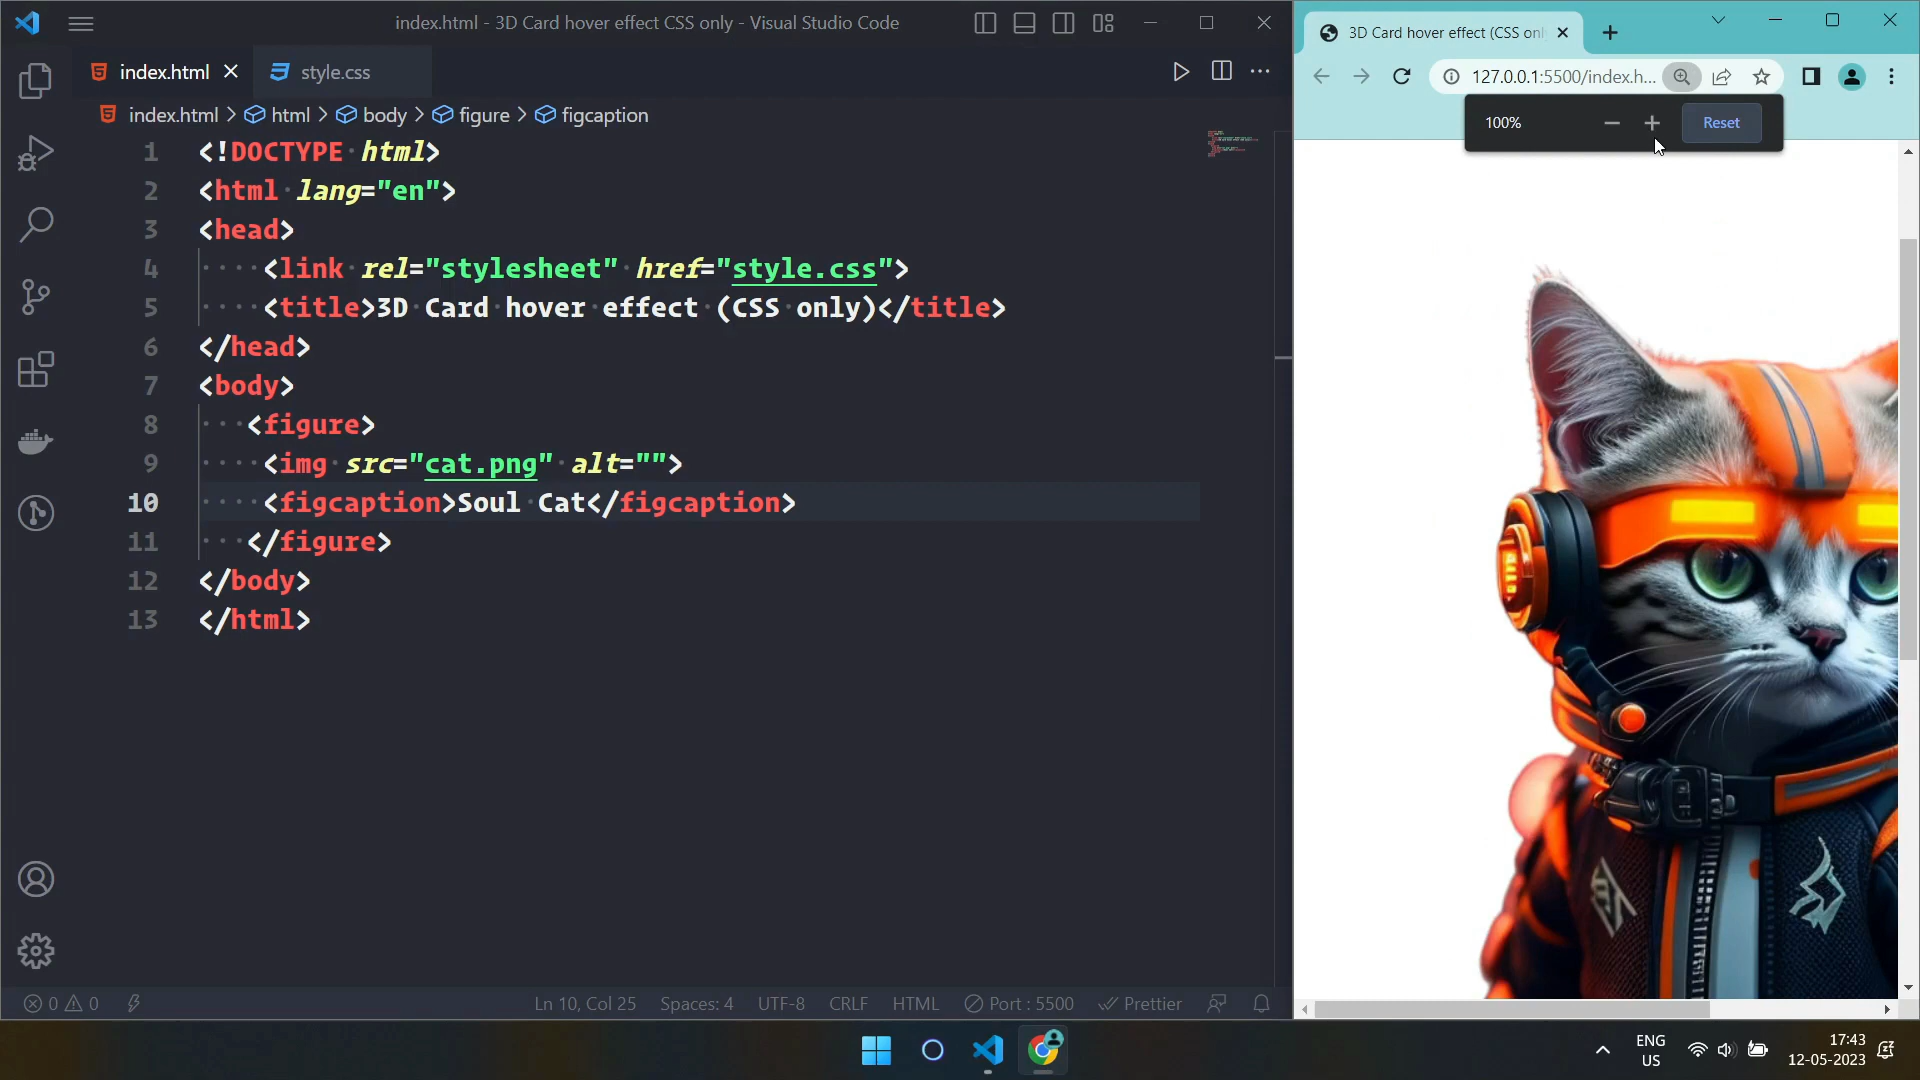 index.html - 3D Card hover effect CSS only - Visual Studio Code
index.html
style.css
index.html > html > body > figure > figcaption
1 <!DOCTYPE html>
2 <html lang="en">
3 <head>
4 <link rel="stylesheet" href="style.css">
5 <title>3D Card hover effect (CSS only)</title>
6 </head>
7 <body>
8 <figure>
9 <img src="cat.png" alt="">
10 <figcaption>Soul Cat</figcaption>
11 </figure>
12 </body>
13 </html>
0 0
Ln 10, Col 25 Spaces: 4 UTF-8 CRLF HTML Port : 5500 Prettier
3D Card hover effect (CSS onl
127.0.0.1:5500/index.h...
100% Reset
ENG
US
17:43
12-05-2023